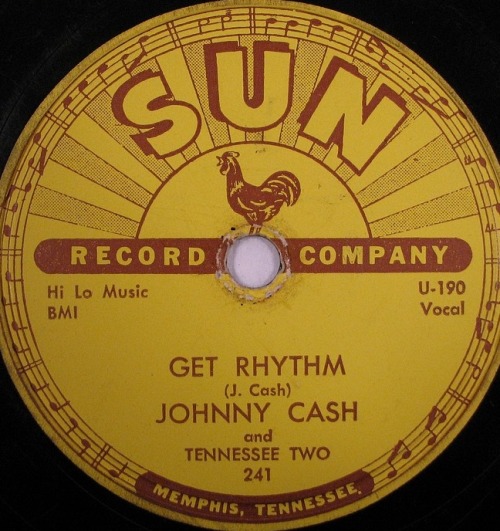 SUN
RECORD COMPANY
Hi Lo Music U-190
BMI Vocal
GET RHYTHM
(J. Cash)
JOHNNY CASH
and
TENNESSEE TWO
241
MEMPHIS, TENNESSEE